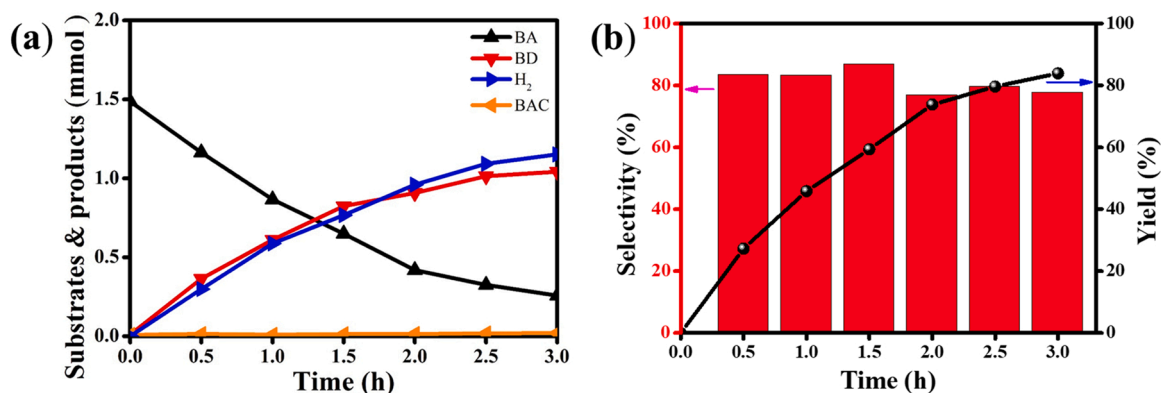 (a)
Substrates & products (mmol)
2.0
1.5
1.0
0.5
0.0
BA
BD
H₂
BAC
0.0 0.5 1.0 1.5 2.0 2.5 3.0
Time (h)
(b)
Selectivity (%)
100
80
60
40
20
0
0.0 0.5 1.0 1.5 2.0 2.5 3.0
Time (h)
100
80
60
40
20
0
Yield (%)